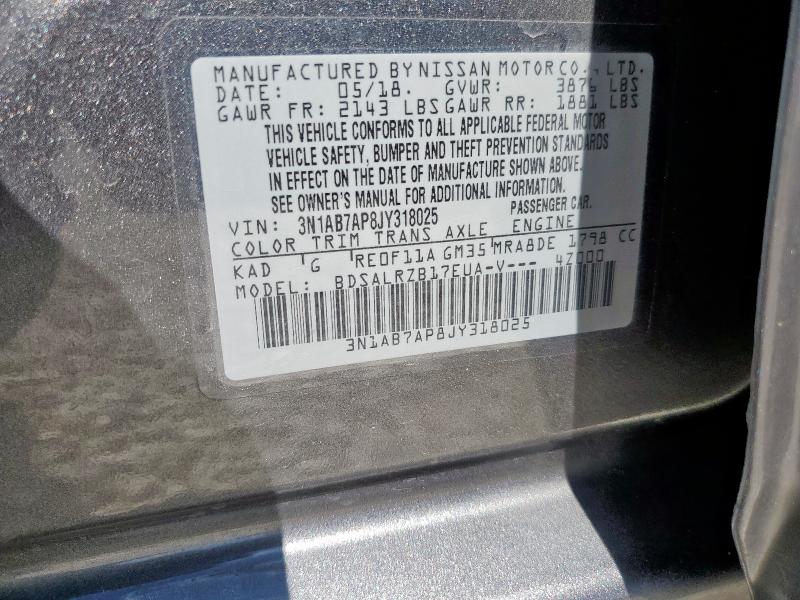 MANUFACTURED BY NISSAN MOTOR CO., LTD.
DATE: 05/18. GVWR: 3876 LBS
GAWR FR: 2143 LBS GAWR RR: 1881 LBS
THIS VEHICLE CONFORMS TO ALL APPLICABLE FEDERAL MOTOR
VEHICLE SAFETY, BUMPER AND THEFT PREVENTION STANDARDS
IN EFFECT ON THE DATE OF MANUFACTURE SHOWN ABOVE.
SEE OWNER'S MANUAL FOR ADDITIONAL INFORMATION.
VIN: 3N1AB7AP8JY318025 PASSENGER CAR.
COLOR TRIM TRANS AXLE ENGINE
KAD G RE0F11A GM35 MRA8DE 1798 CC
MODEL: BDSALRZB17EUA-V--- 4Z000
3N1AB7AP8JY318025